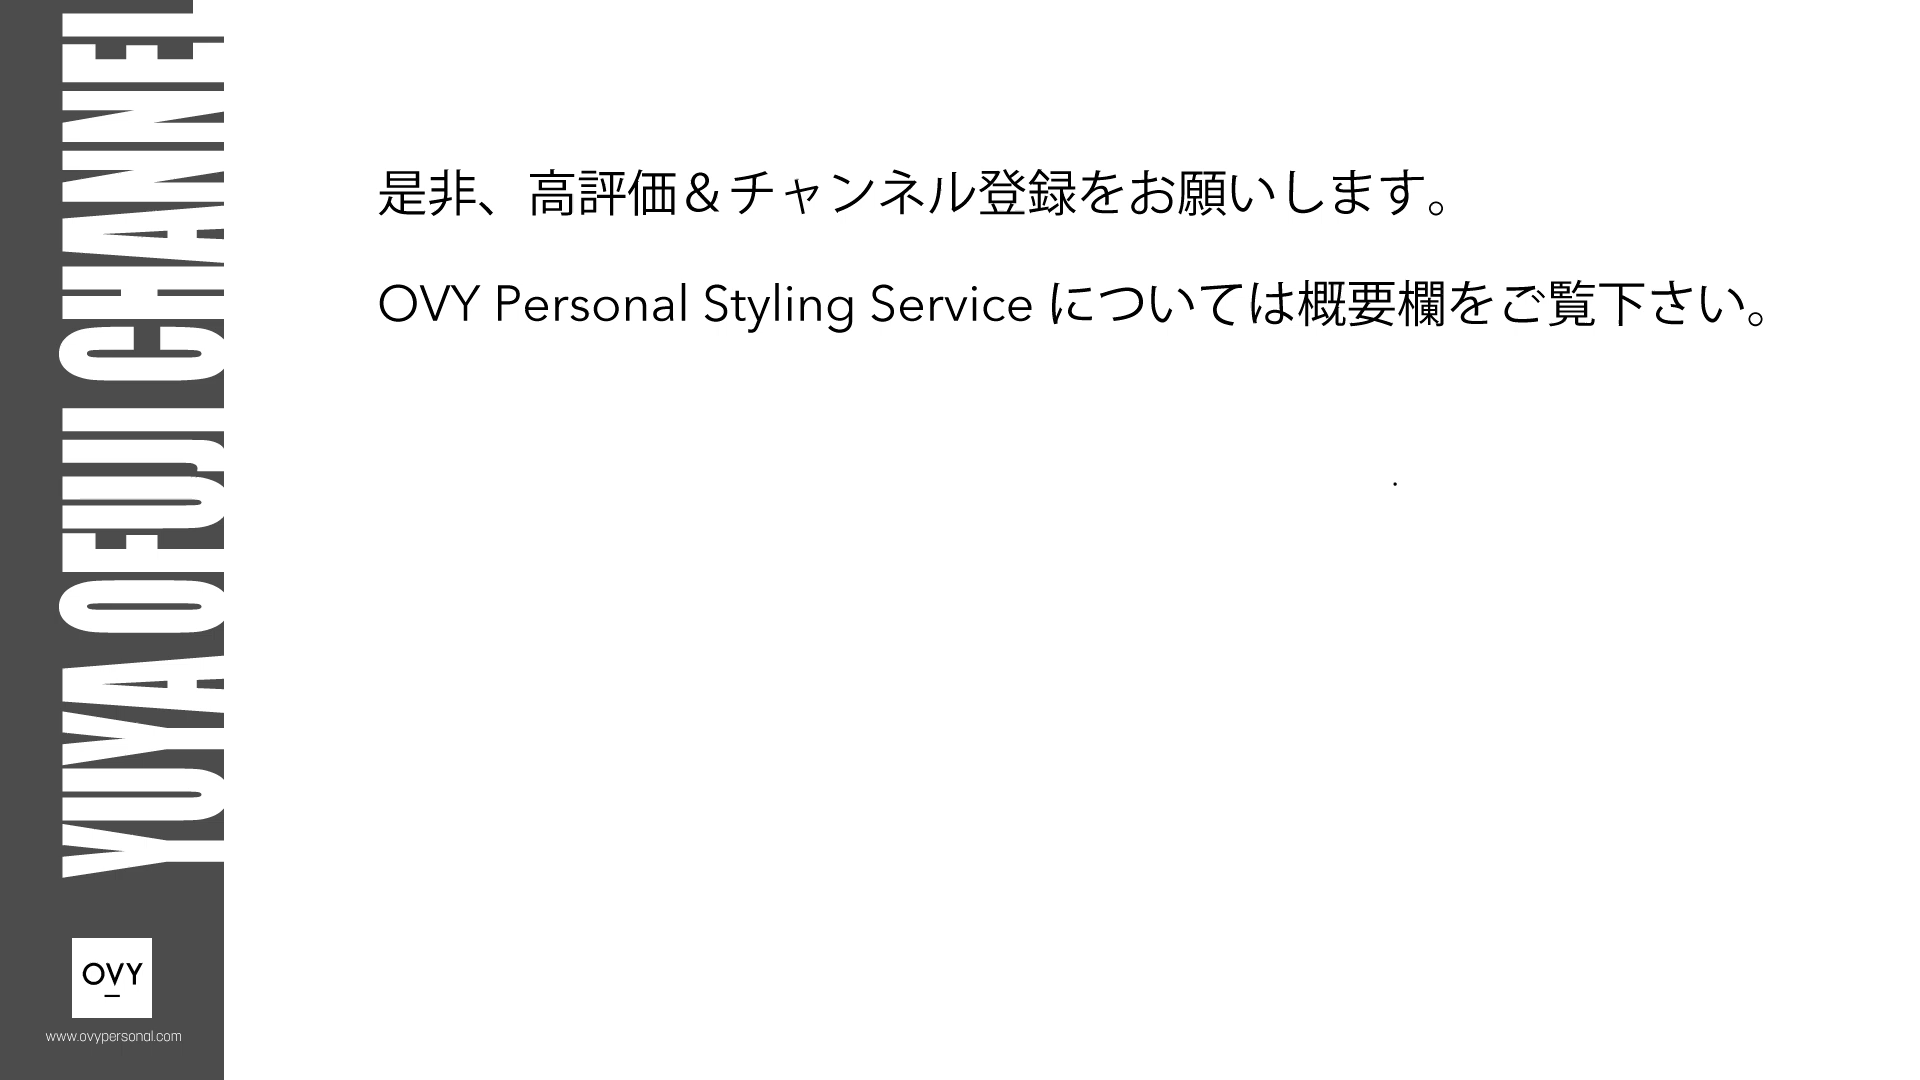 YUYA OFUJI CHANNEL
是非、高評価＆チャンネル登録をお願いします。
OVY Personal Styling Service については概要欄をご覧下さい。
OVY
www.ovypersonal.com